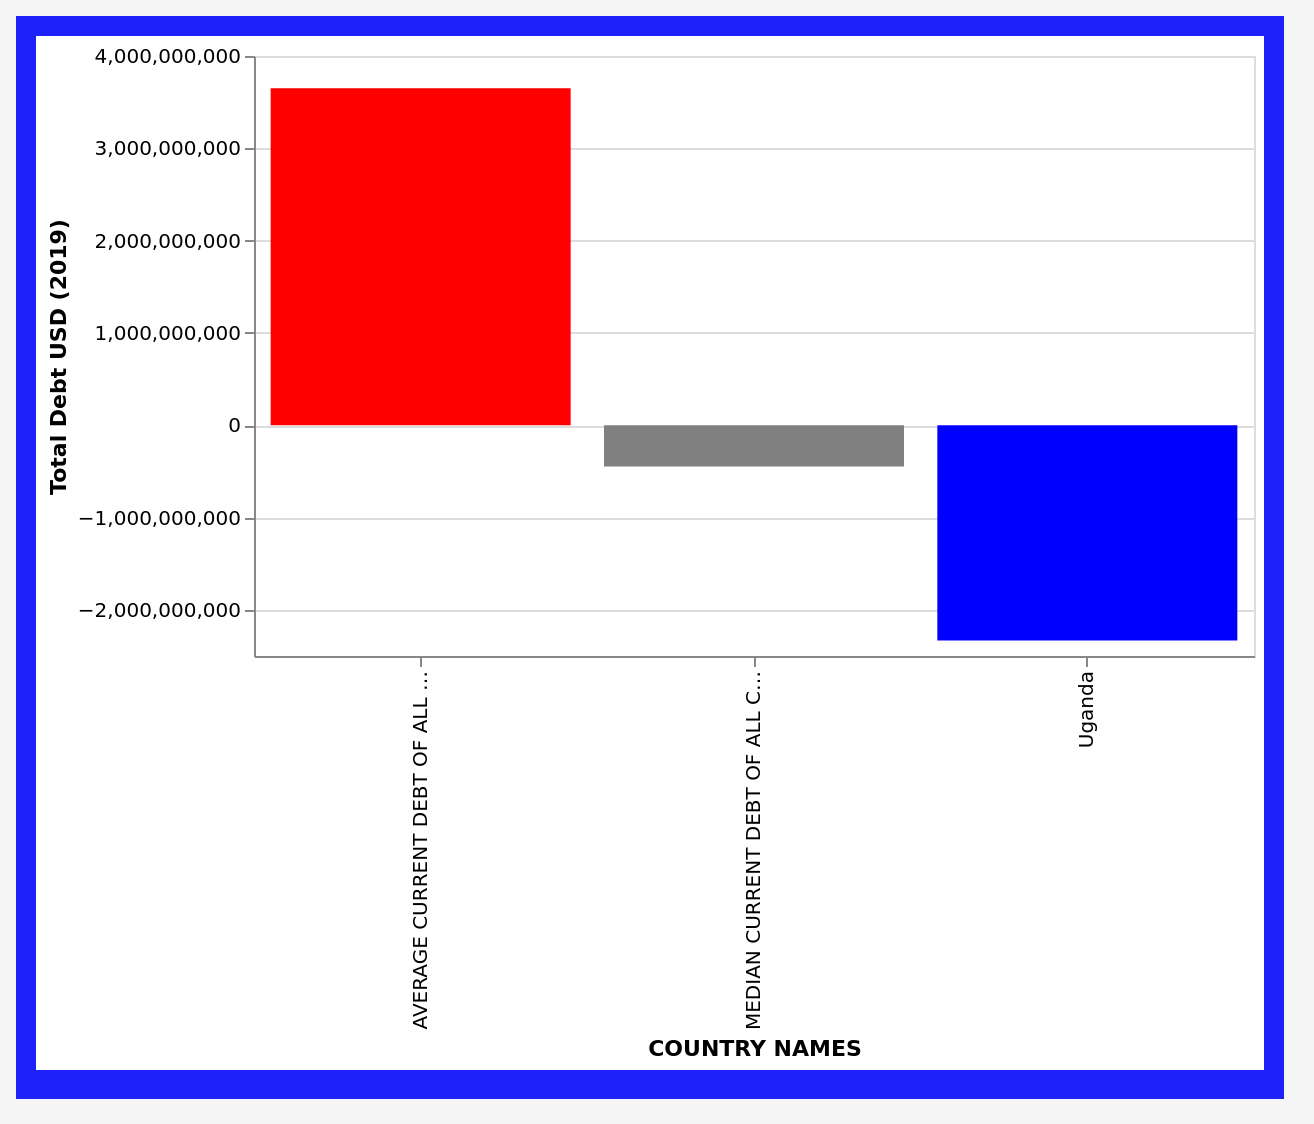 4,000,000,000
3,000,000,000
2,000,000,000
1,000,000,000
0
−1,000,000,000
−2,000,000,000
Total Debt USD (2019)
AVERAGE CURRENT DEBT OF ALL …
MEDIAN CURRENT DEBT OF ALL C…
Uganda
COUNTRY NAMES